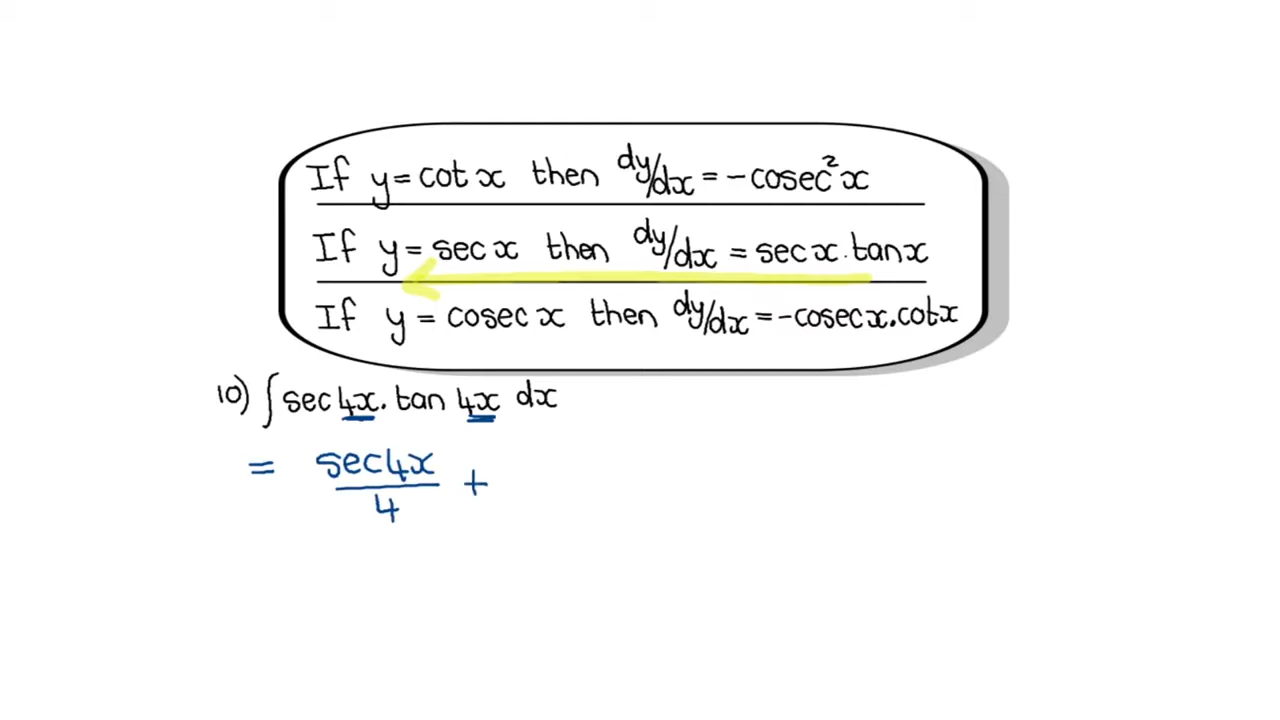 If y = cot x then dy/dx = -cosec²x
If y = sec x then dy/dx = sec x . tan x
If y = cosec x then dy/dx = -cosec x . cot x
10) ∫ sec 4x . tan 4x dx
= sec4x/4 +